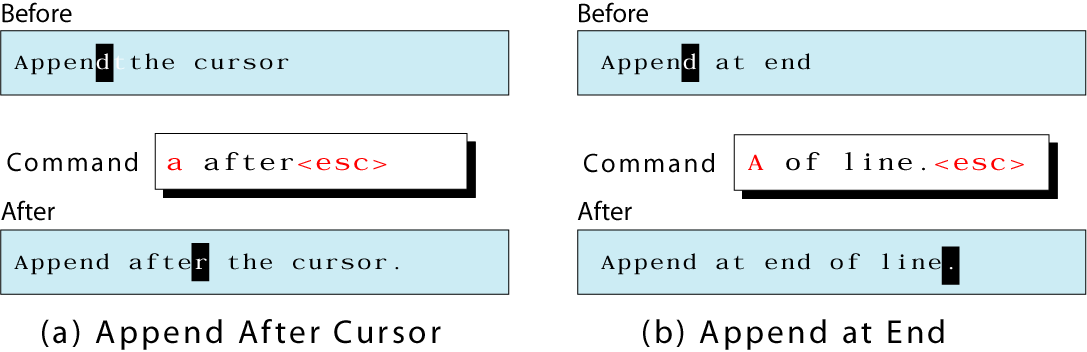 Before
Append the cursor
Command a after<esc>
After
Append after the cursor.
(a) Append After Cursor
Before
Append at end
Command A of line.<esc>
After
Append at end of line.
(b) Append at End